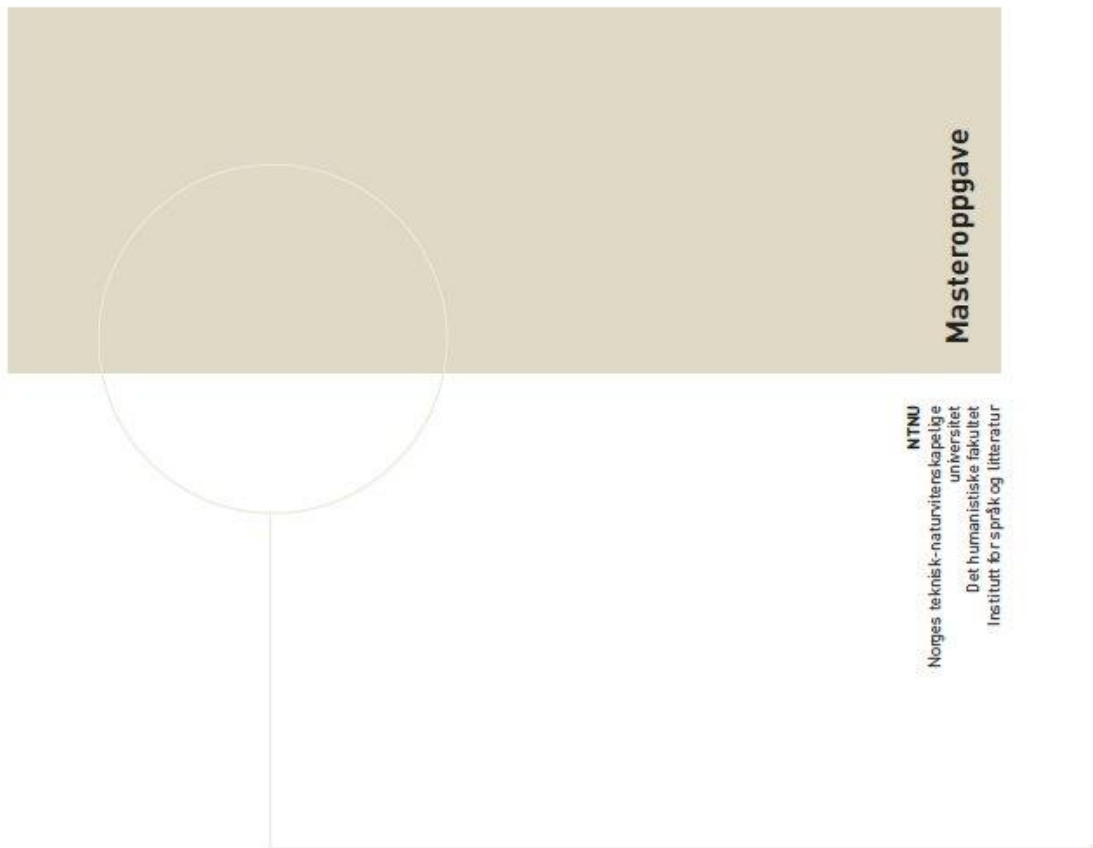 Masteroppgave
NTNU
Norges teknisk-naturvitenskapelige
universitet
Det humanistiske fakultet
Institutt for språk og litteratur